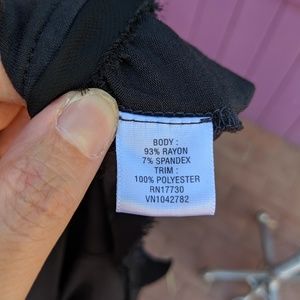 BODY :
93% RAYON
7% SPANDEX
TRIM :
100% POLYESTER
RN17730
VN1042782